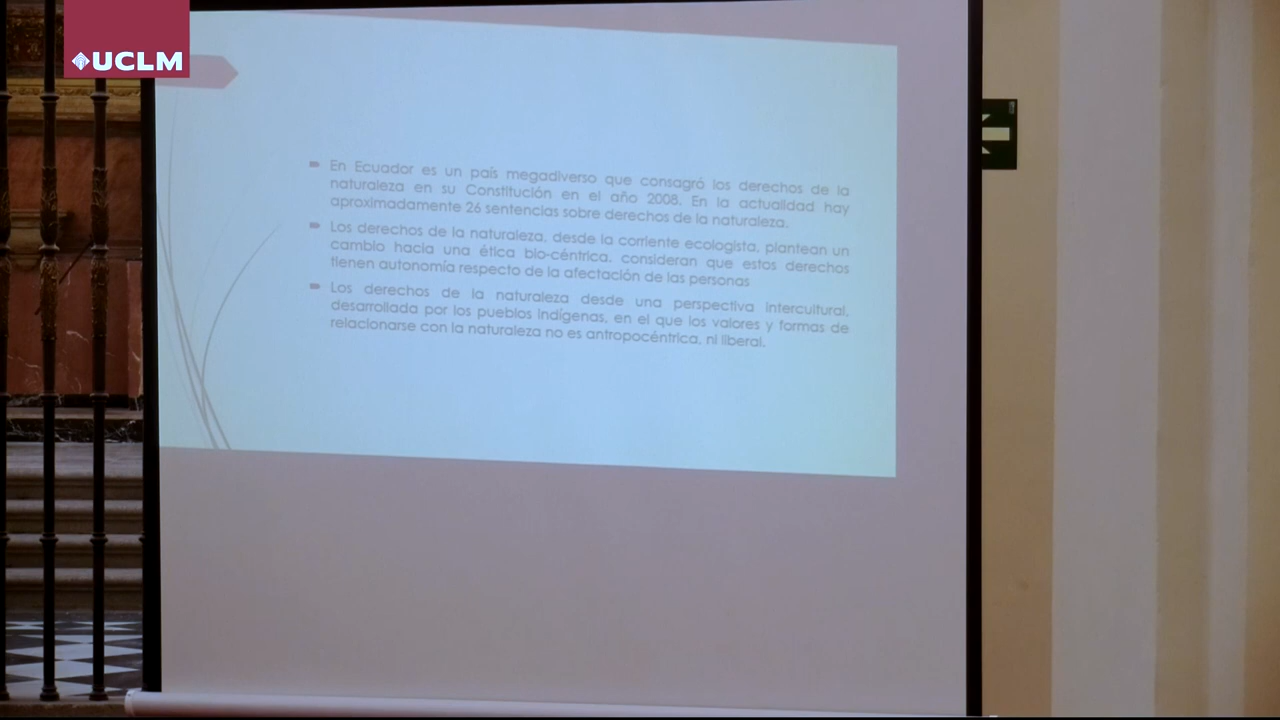 UCLM
En Ecuador es un país megadiverso que consagró los derechos de la
naturaleza en su Constitución en el año 2008. En la actualidad hay
aproximadamente 26 sentencias sobre derechos de la naturaleza.
Los derechos de la naturaleza, desde la corriente ecologista, plantean un
cambio hacia una ética bio-céntrica, consideran que estos derechos
tienen autonomía respecto de la afectación de las personas
Los derechos de la naturaleza desde una perspectiva intercultural,
desarrollada por los pueblos indígenas, en el que los valores y formas de
relacionarse con la naturaleza no es antropocéntrica, ni liberal.